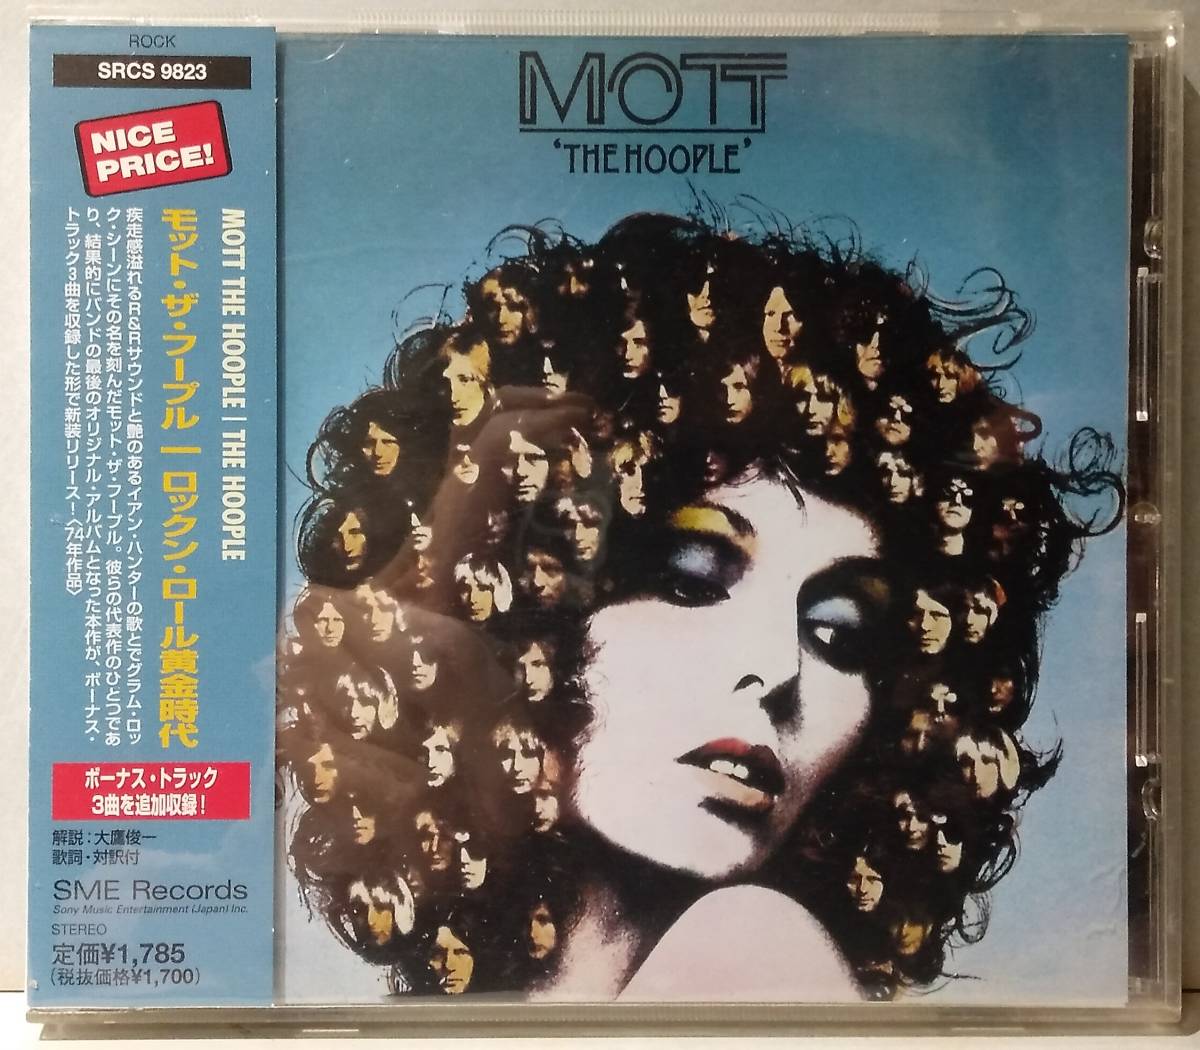 ROCK
SRCS 9823
NICE
PRICE!
MOTT THE HOOPLE | THE HOOPLE
モット・ザ・フープル | ロックン・ロール黄金時代
疾走感溢れるR&Rサウンドと艶のあるイアン・ハンターの歌とでグラム・ロッ
ク・シーンにその名を刻んだモット・ザ・フープル。彼らの代表作のひとつであ
り、結果的にバンドの最後のオリジナル・アルバムとなった本作が、ボーナス・
トラック3曲を収録した形で新装リリース!〈74年作品〉
ボーナス・トラック
3曲を追加収録!
解説:大鷹俊一
歌詞・対訳付
SME Records
Sony Music Entertainment (Japan) Inc.
STEREO
定価¥1,785
(税抜価格¥1,700)
MOTT
‘THE HOOPLE’